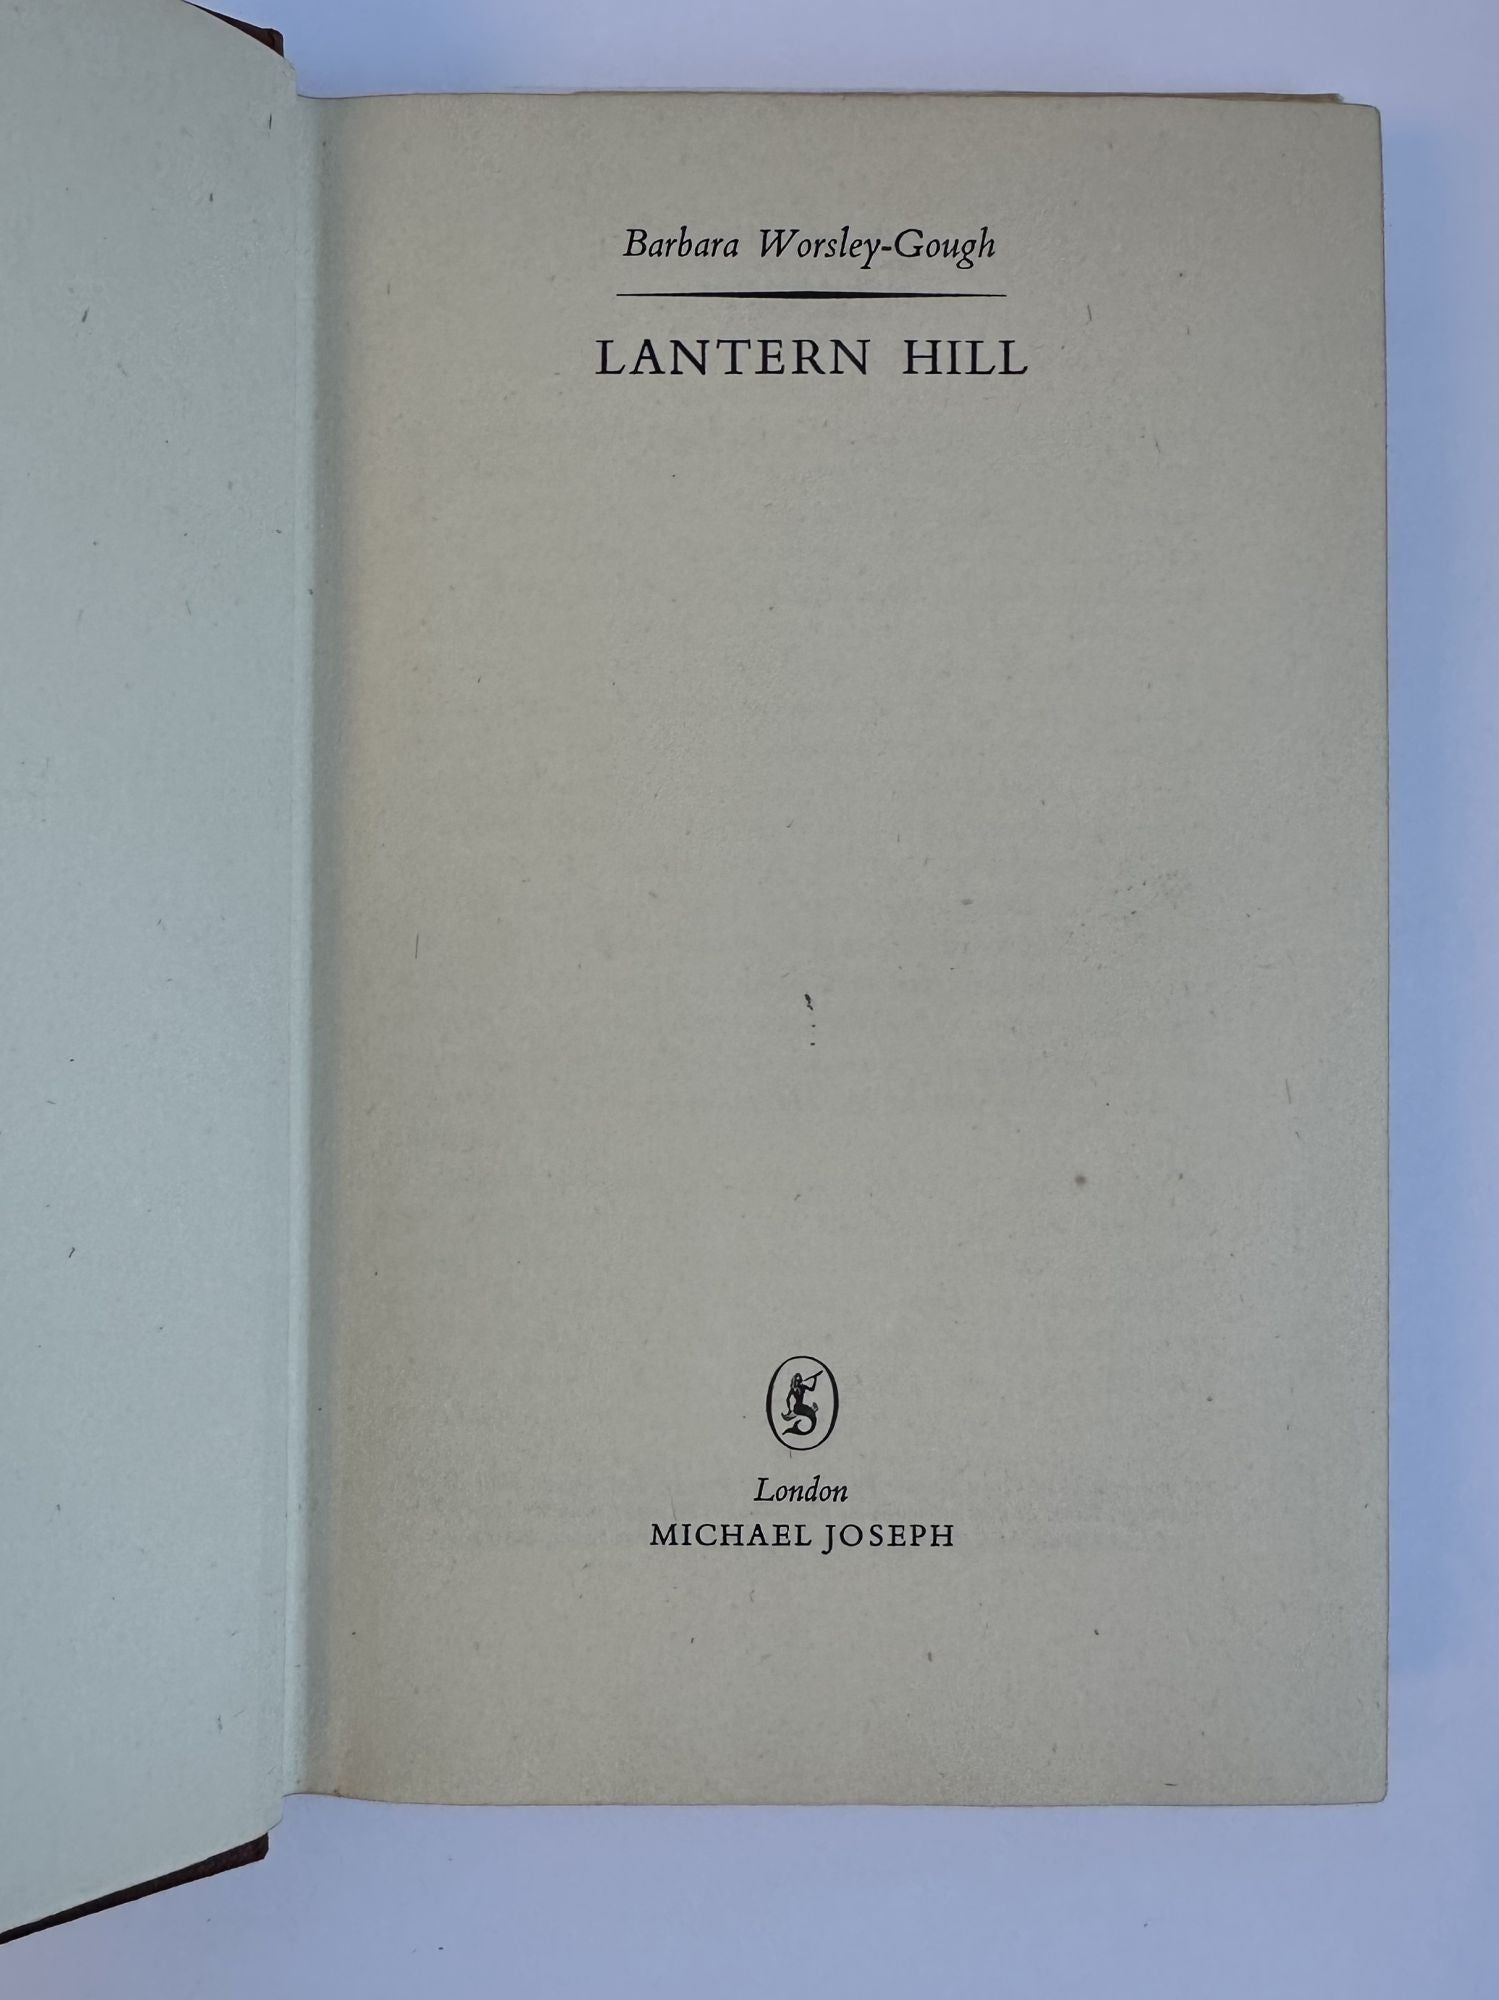 Barbara Worsley-Gough
LANTERN HILL
London
MICHAEL JOSEPH